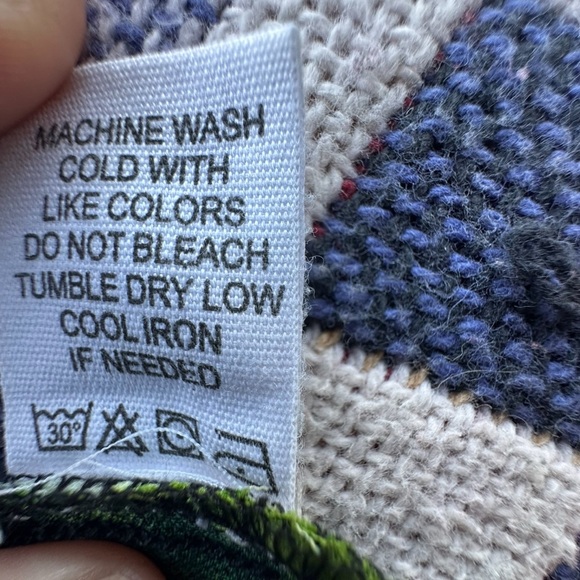 MACHINE WASH
COLD WITH
LIKE COLORS
DO NOT BLEACH
TUMBLE DRY LOW
COOL IRON
IF NEEDED
30°